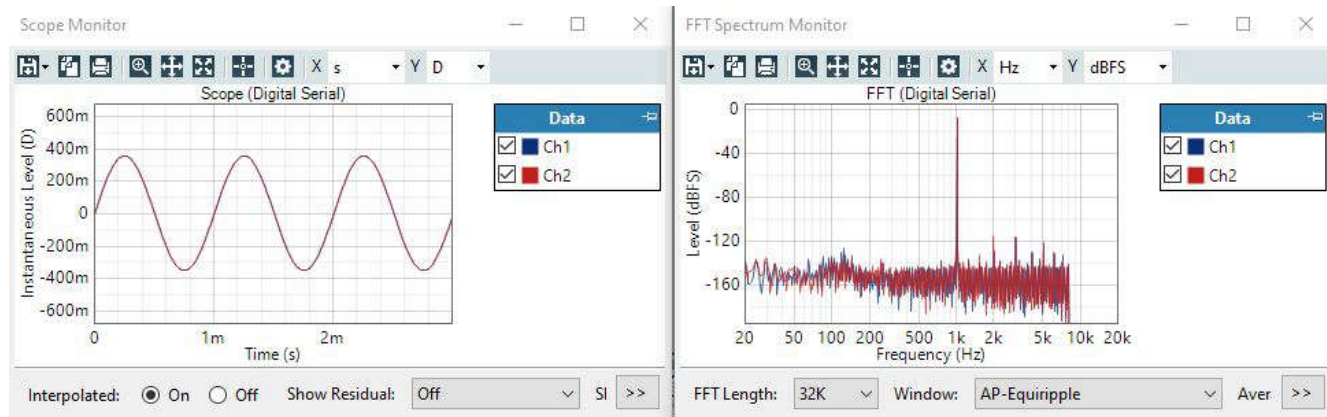 Scope Monitor
X s Y D
Scope (Digital Serial)
Instantaneous Level (D)
600m
400m
200m
0
-200m
-400m
-600m
0 1m 2m
Time (s)
Data
Ch1
Ch2
Interpolated: On Off Show Residual: Off SI >>
FFT Spectrum Monitor
X Hz Y dBFS
FFT (Digital Serial)
Level (dBFS)
0
-40
-80
-120
-160
20 50 100 200 500 1k 2k 5k 10k 20k
Frequency (Hz)
Data
Ch1
Ch2
FFT Length: 32K Window: AP-Equiripple Aver >>